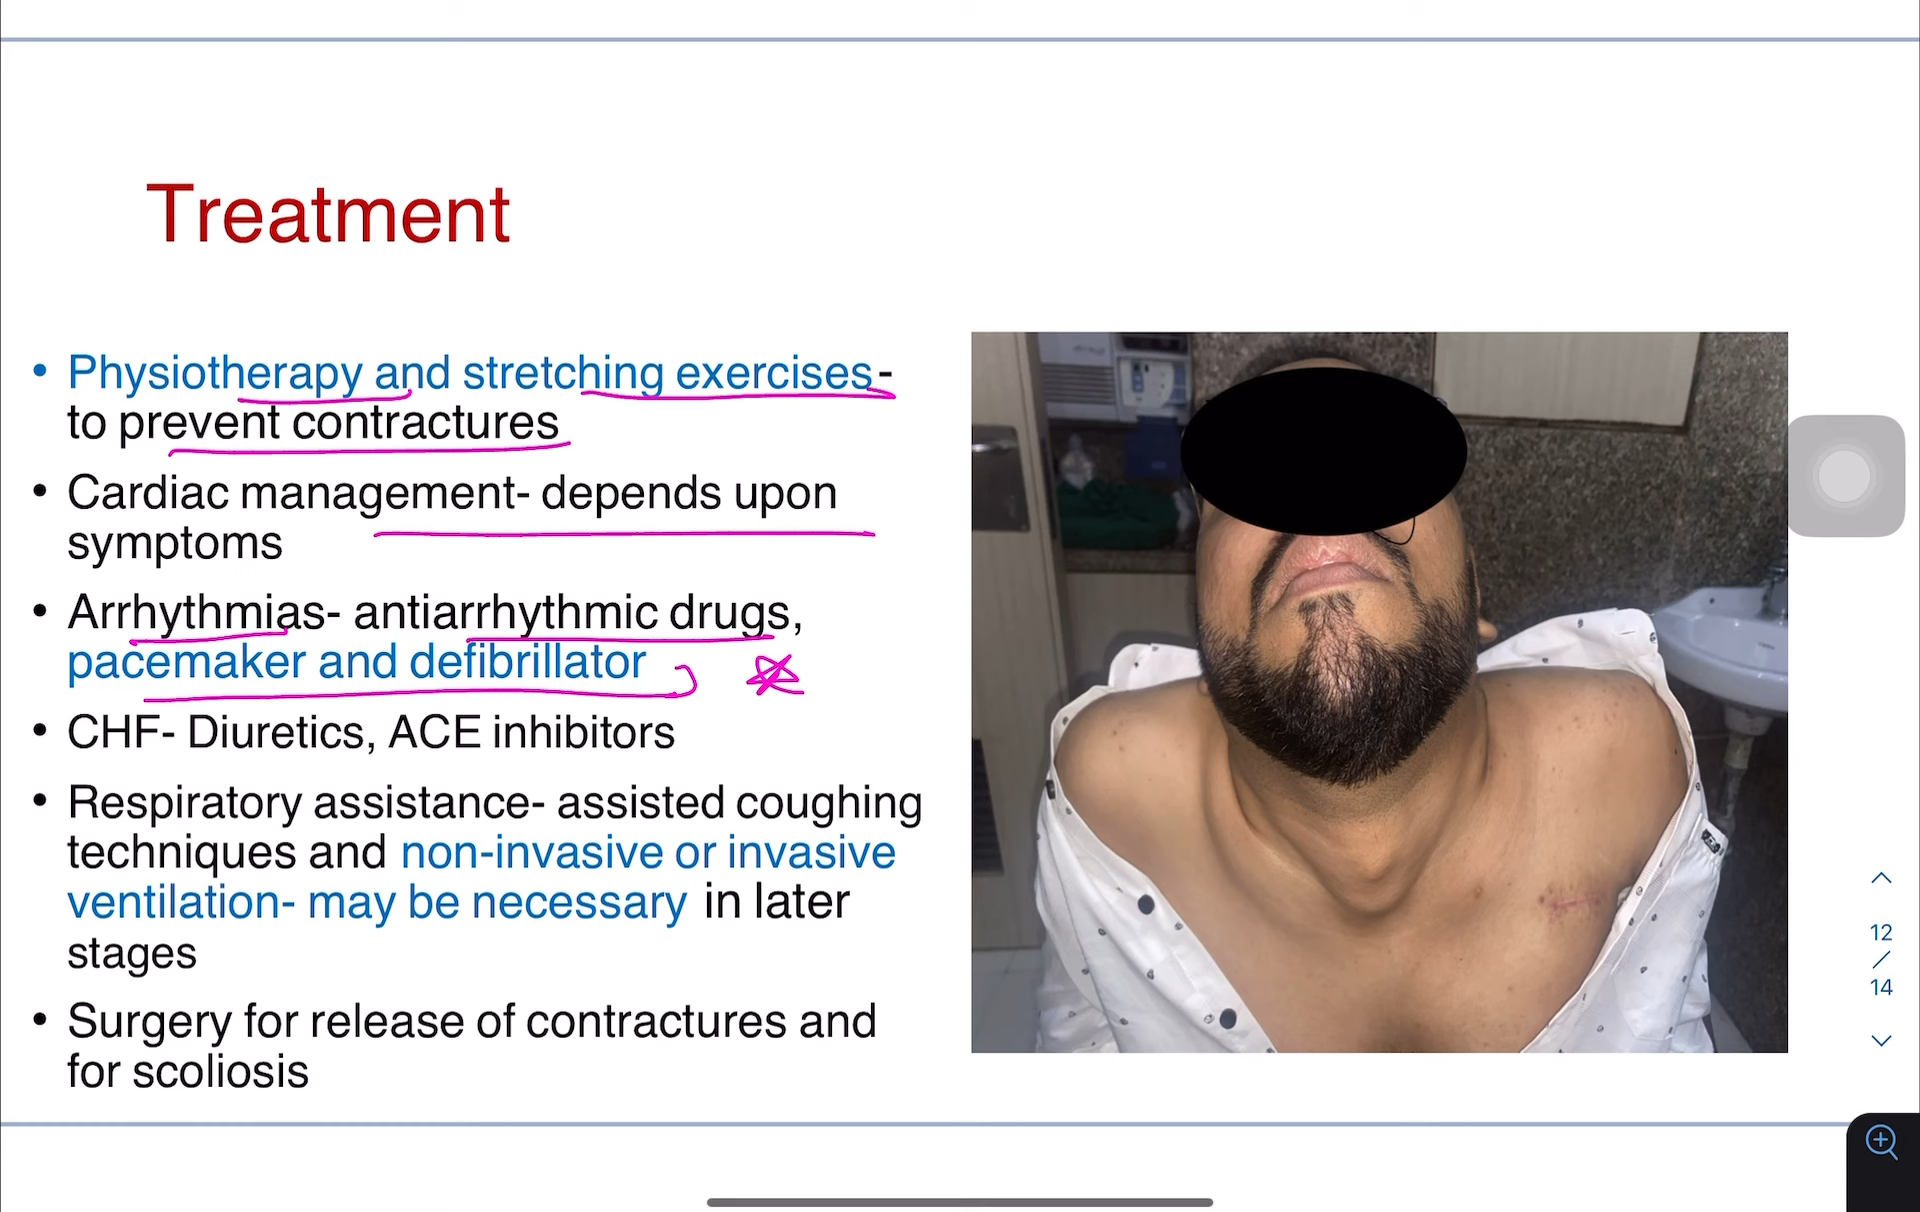 Treatment
• Physiotherapy and stretching exercises-
to prevent contractures
• Cardiac management- depends upon
symptoms
• Arrhythmias- antiarrhythmic drugs,
pacemaker and defibrillator
• CHF- Diuretics, ACE inhibitors
• Respiratory assistance- assisted coughing
techniques and non-invasive or invasive
ventilation- may be necessary in later
stages
• Surgery for release of contractures and
for scoliosis
12
/
14